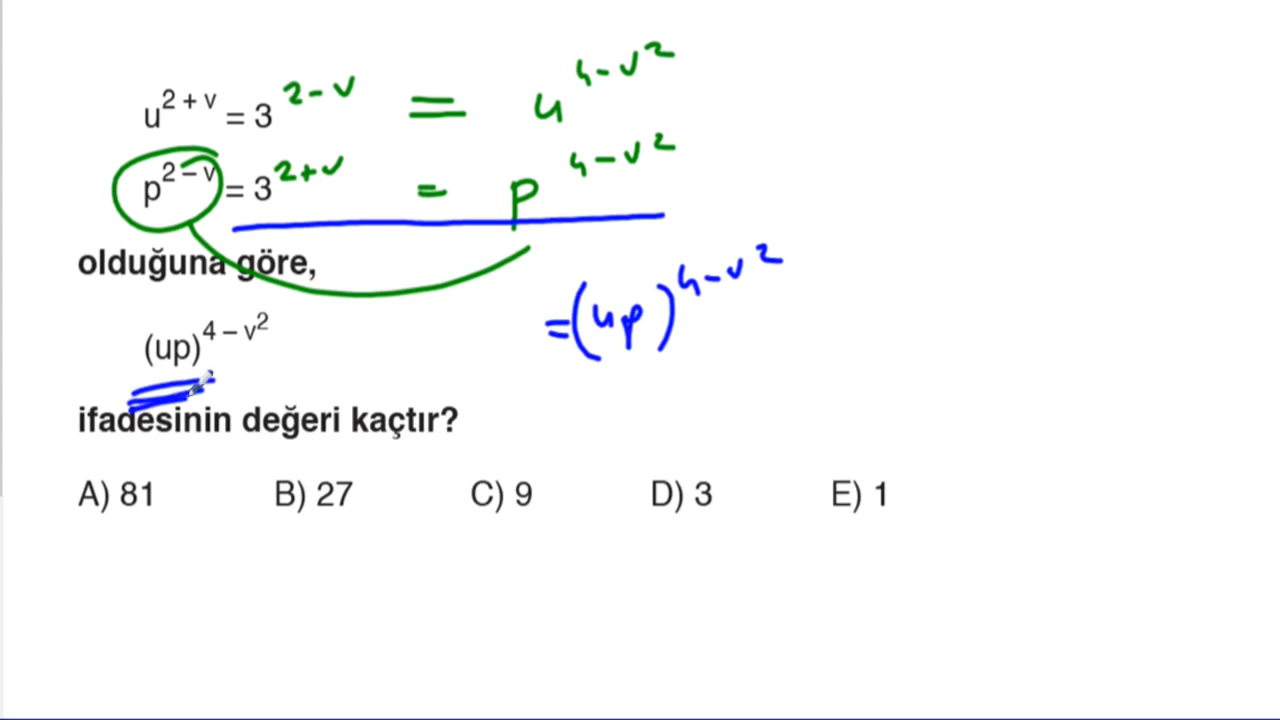 u^2 + v = 3 ^2-v = u^4-v^2
p^2 – v = 3 ^2+v = p^4-v^2
olduğuna göre,
=(up)^4-v^2
(up)^4 – v^2
ifadesinin değeri kaçtır?
A) 81 B) 27 C) 9 D) 3 E) 1